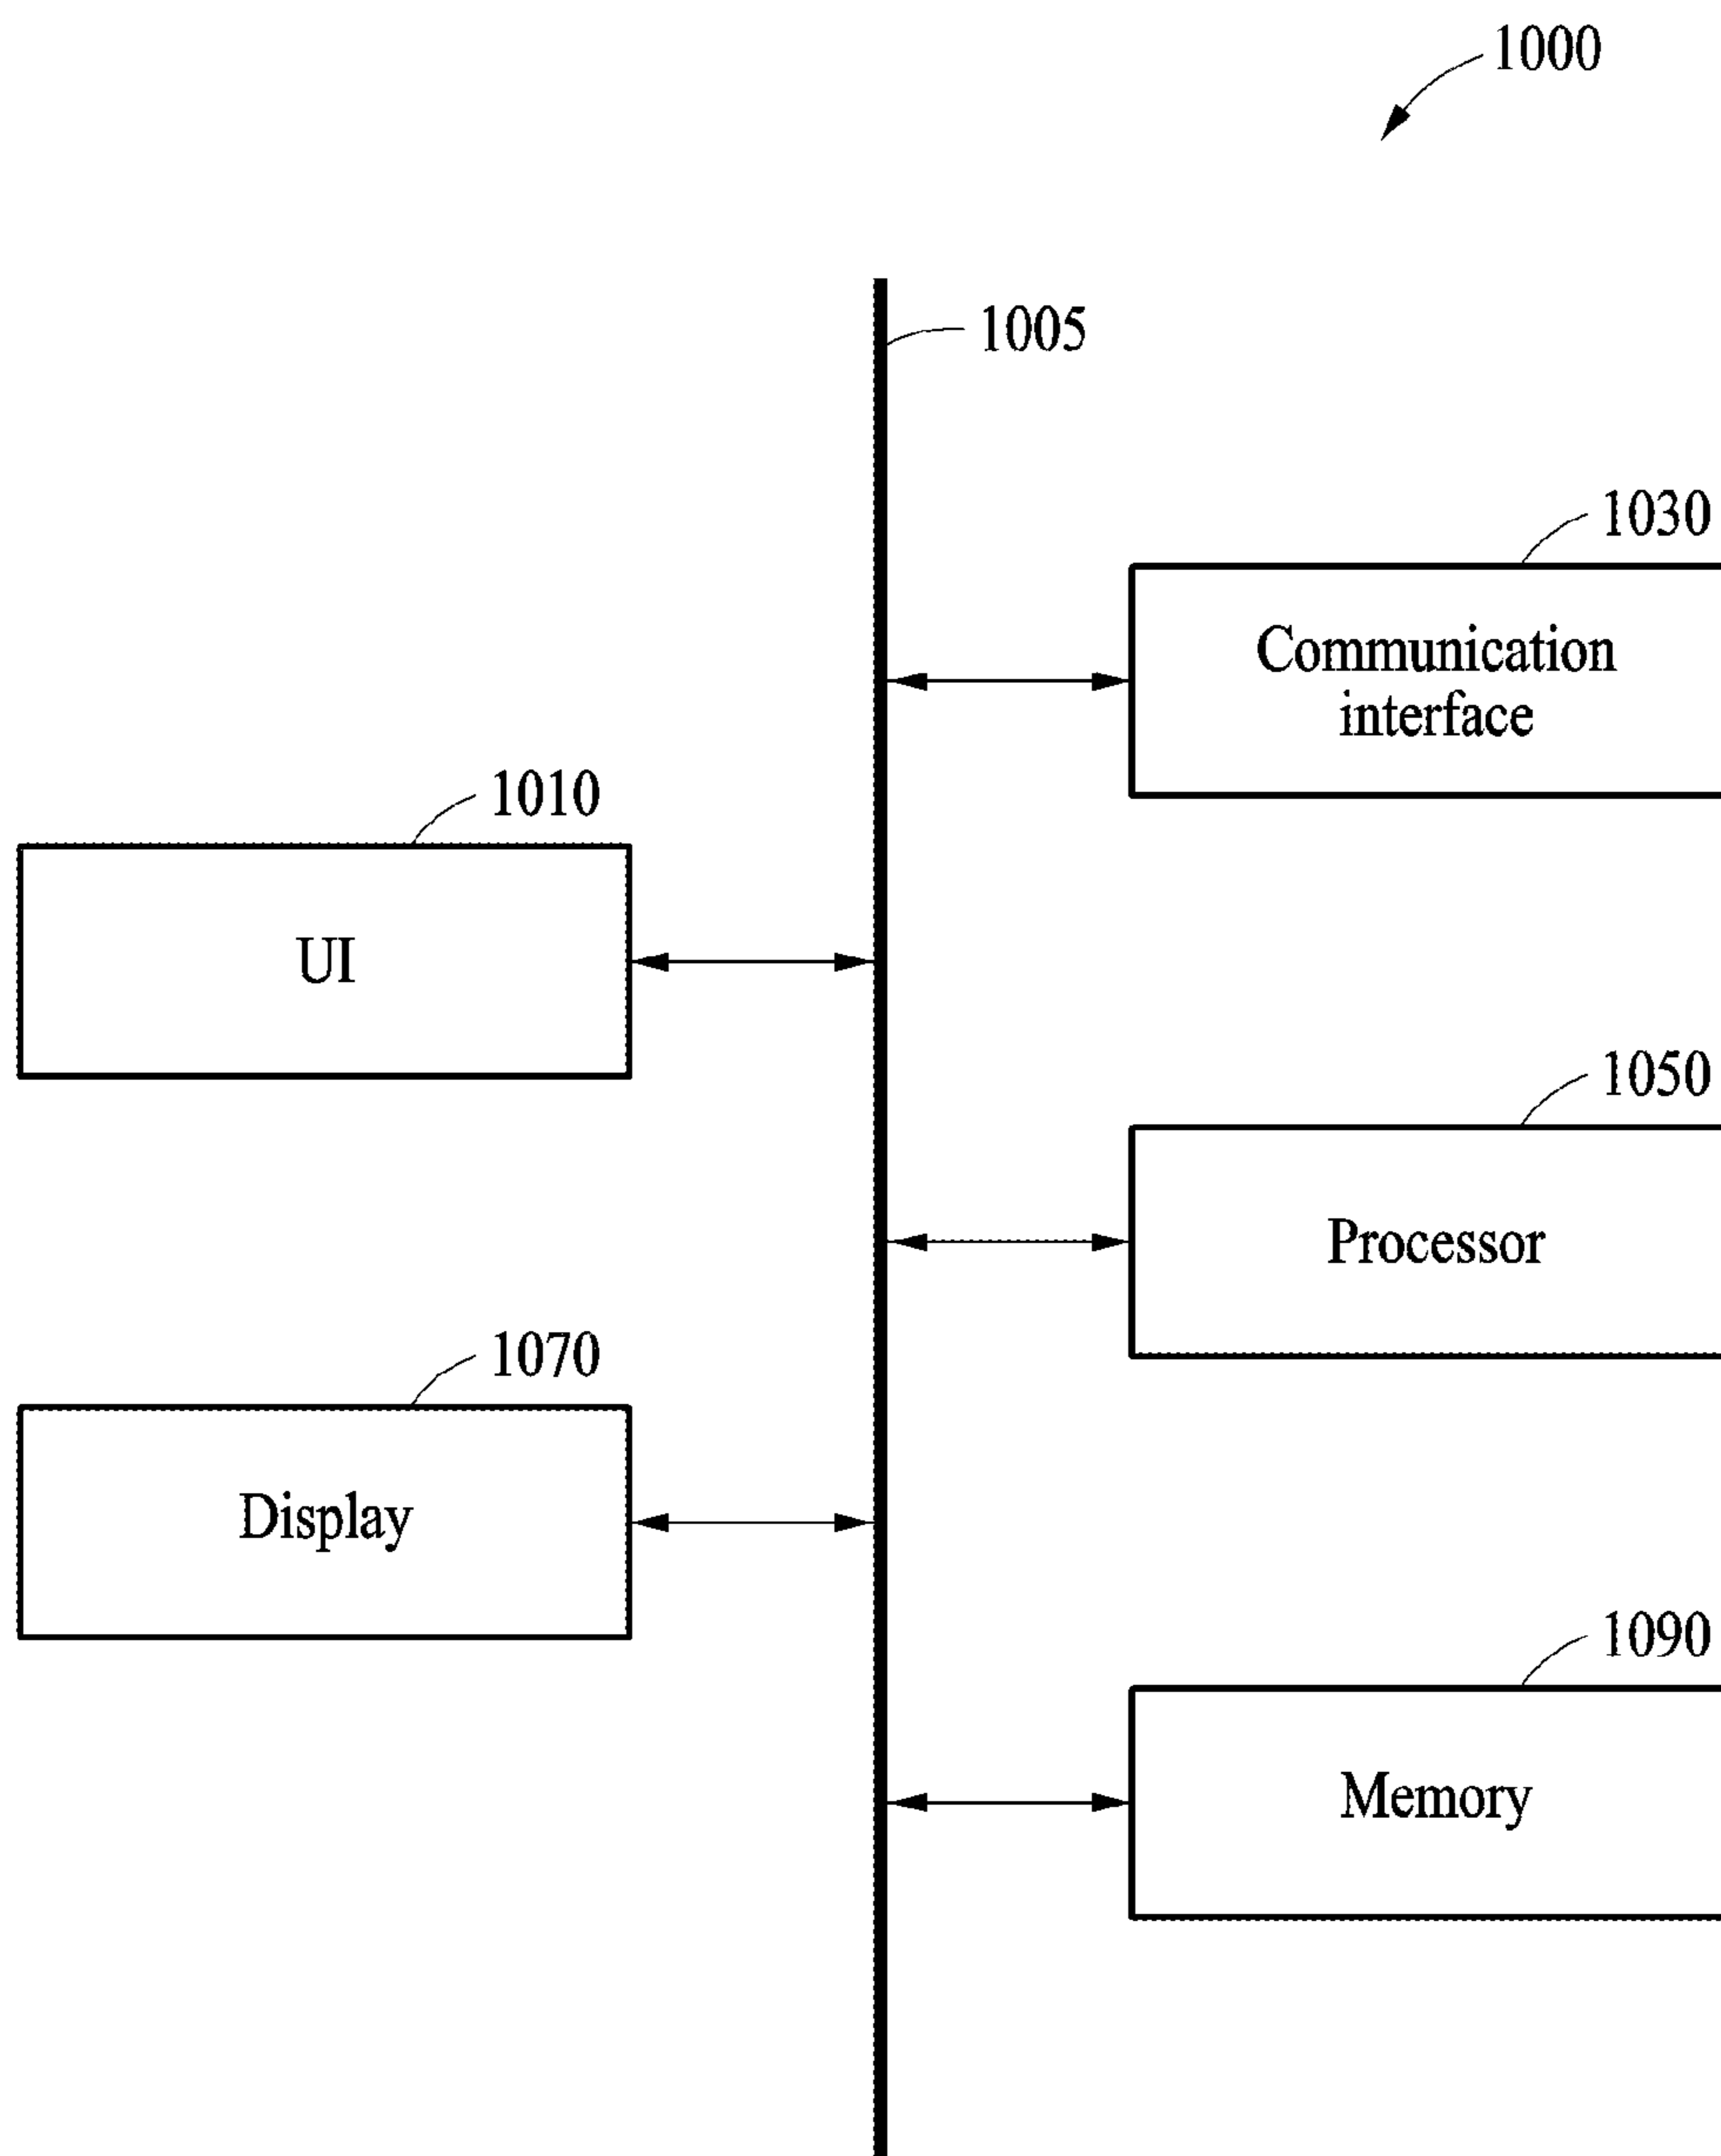 1000
1005
1030
Communication
interface
1010
UI
1050
Processor
1070
Display
1090
Memory